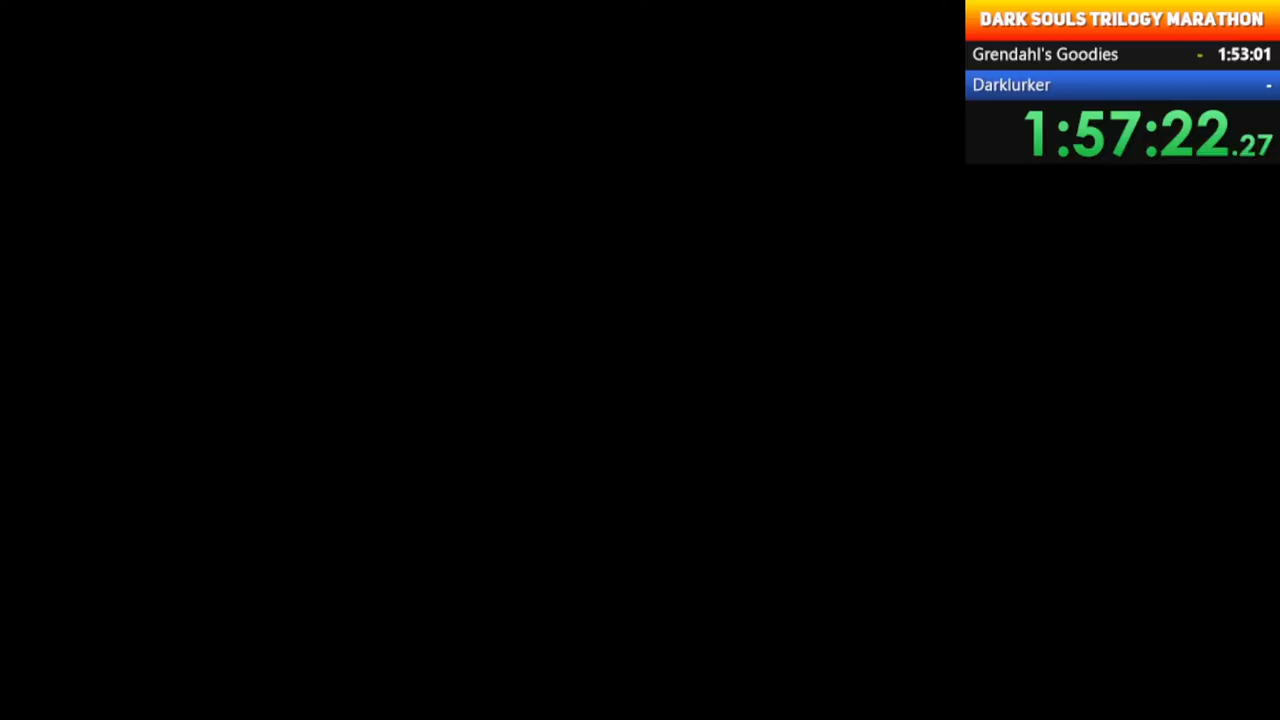 DARK SOULS TRILOGY MARATHON
Grendahl's Goodies - 1:53:01
Darklurker -
1:57:22.27